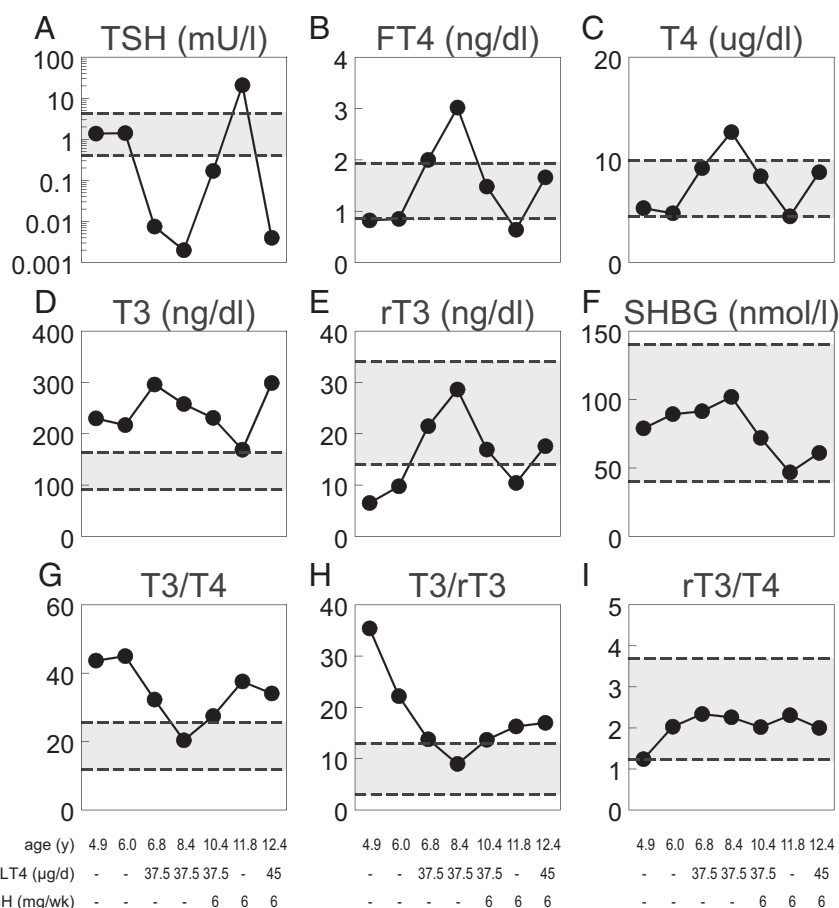 A TSH (mU/l) B FT4 (ng/dl) C T4 (ug/dl)
100 4 20
10 3
1 2 10
0.1
0.01 1
0.001 0 0
D T3 (ng/dl) E rT3 (ng/dl) F SHBG (nmol/l)
400 40 150
300 30 100
200 20
100 10 50
0 0 0
G T3/T4 H T3/rT3 I rT3/T4
60 40 5
40 30 4
3
20 20 2
10 1
0 0 0
age (y) 4.9 6.0 6.8 8.4 10.4 11.8 12.4 4.9 6.0 6.8 8.4 10.4 11.8 12.4 4.9 6.0 6.8 8.4 10.4 11.8 12.4
LT4 (µg/d) - - 37.5 37.5 37.5 - 45 - - 37.5 37.5 37.5 - 45 - - 37.5 37.5 37.5 - 45
H (mg/wk) - - - - 6 6 6 - - - - 6 6 6 - - - - 6 6 6